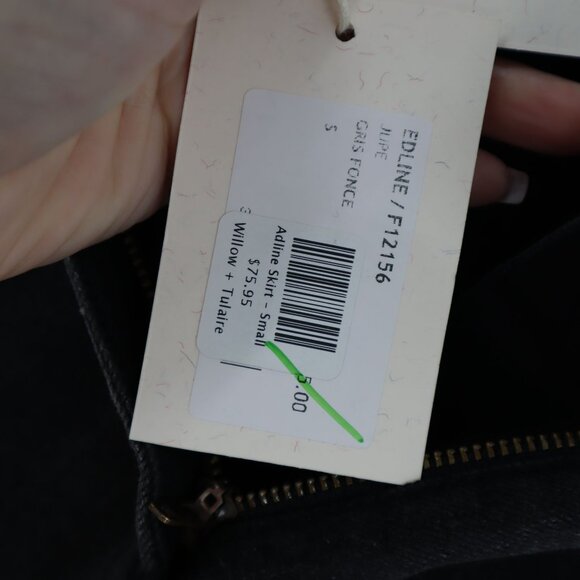 EDLINE / F12156
JUPE
GRIS FONCE
S
5.00
Adline Skirt - Small
$75.95
Willow + Tulaire